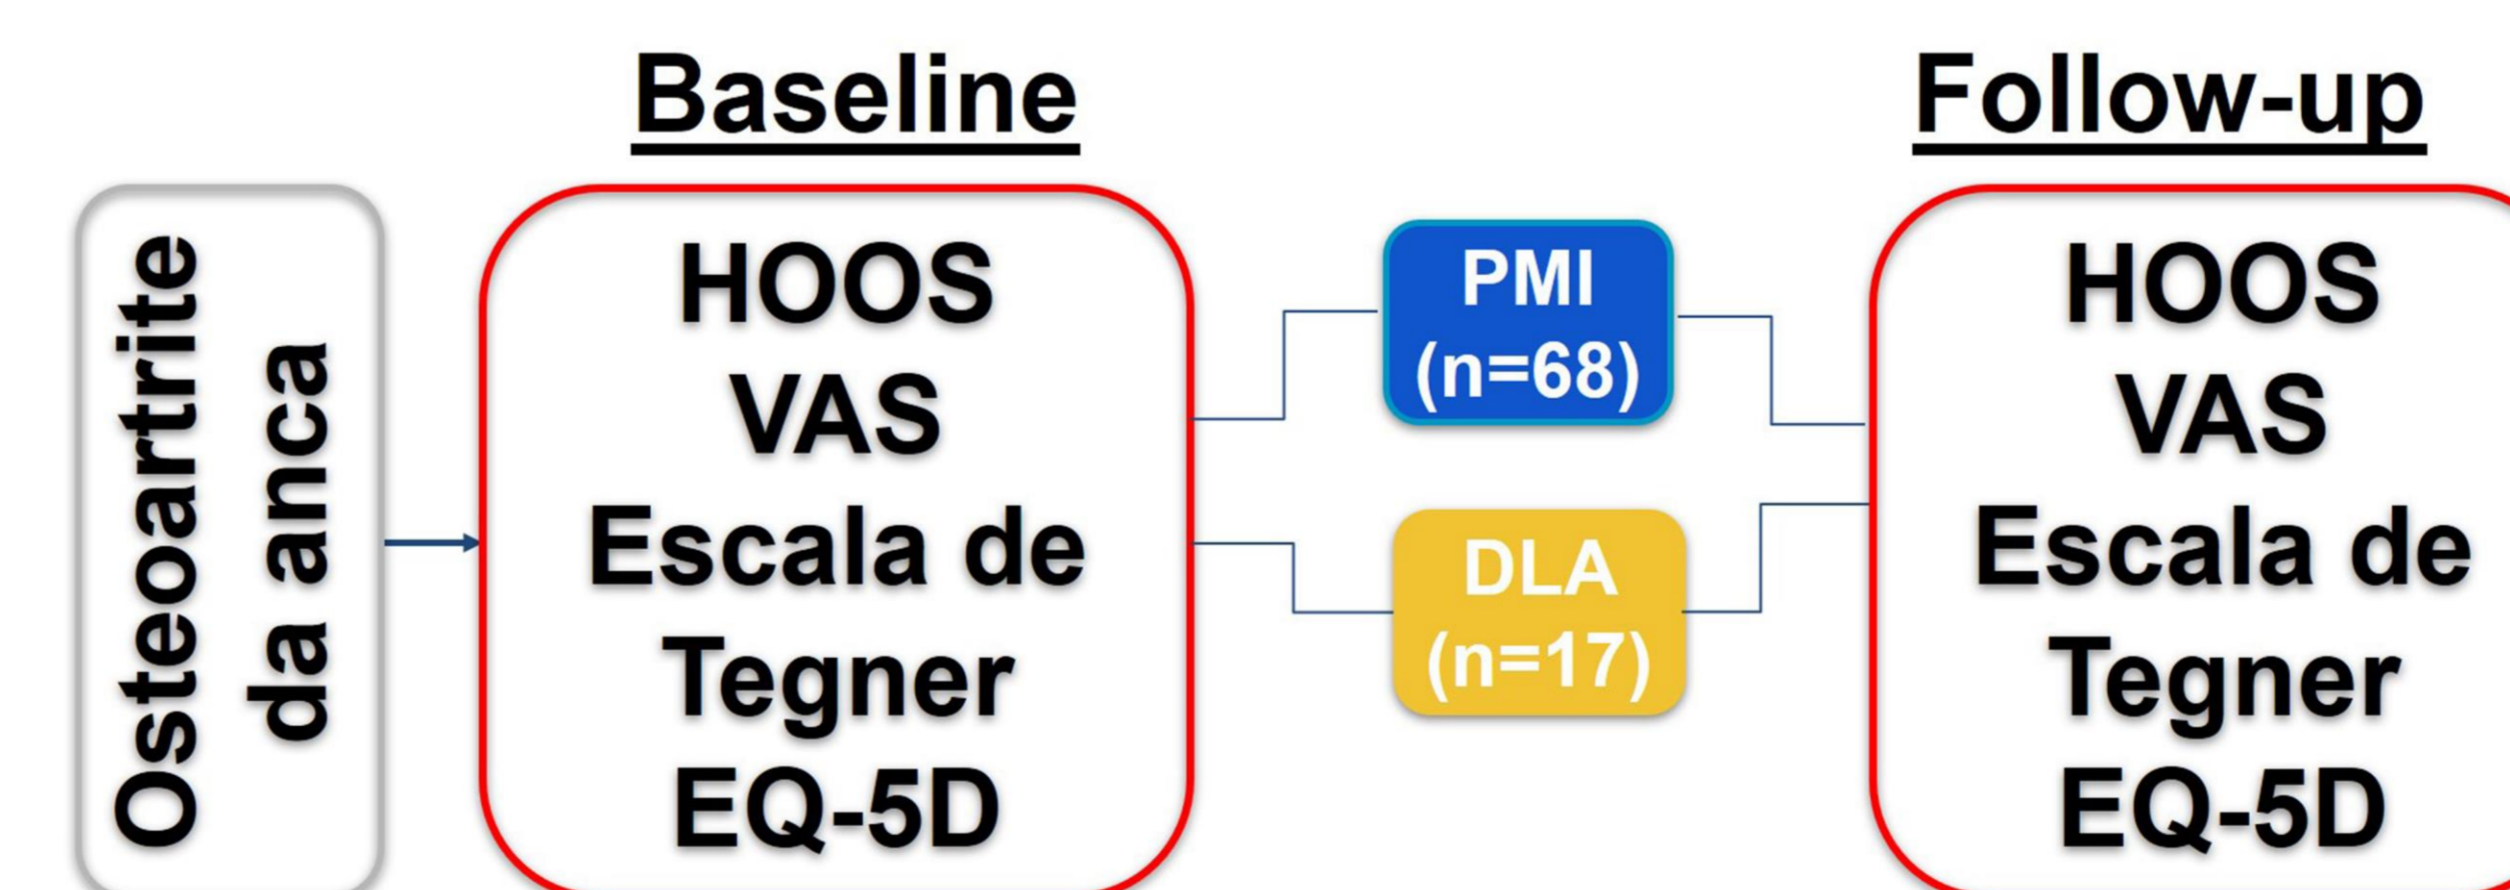 Baseline
Follow-up
Osteoartrite
da anca
HOOS
VAS
Escala de
Tegner
EQ-5D
PMI
(n=68)
DLA
(n=17)
HOOS
VAS
Escala de
Tegner
EQ-5D